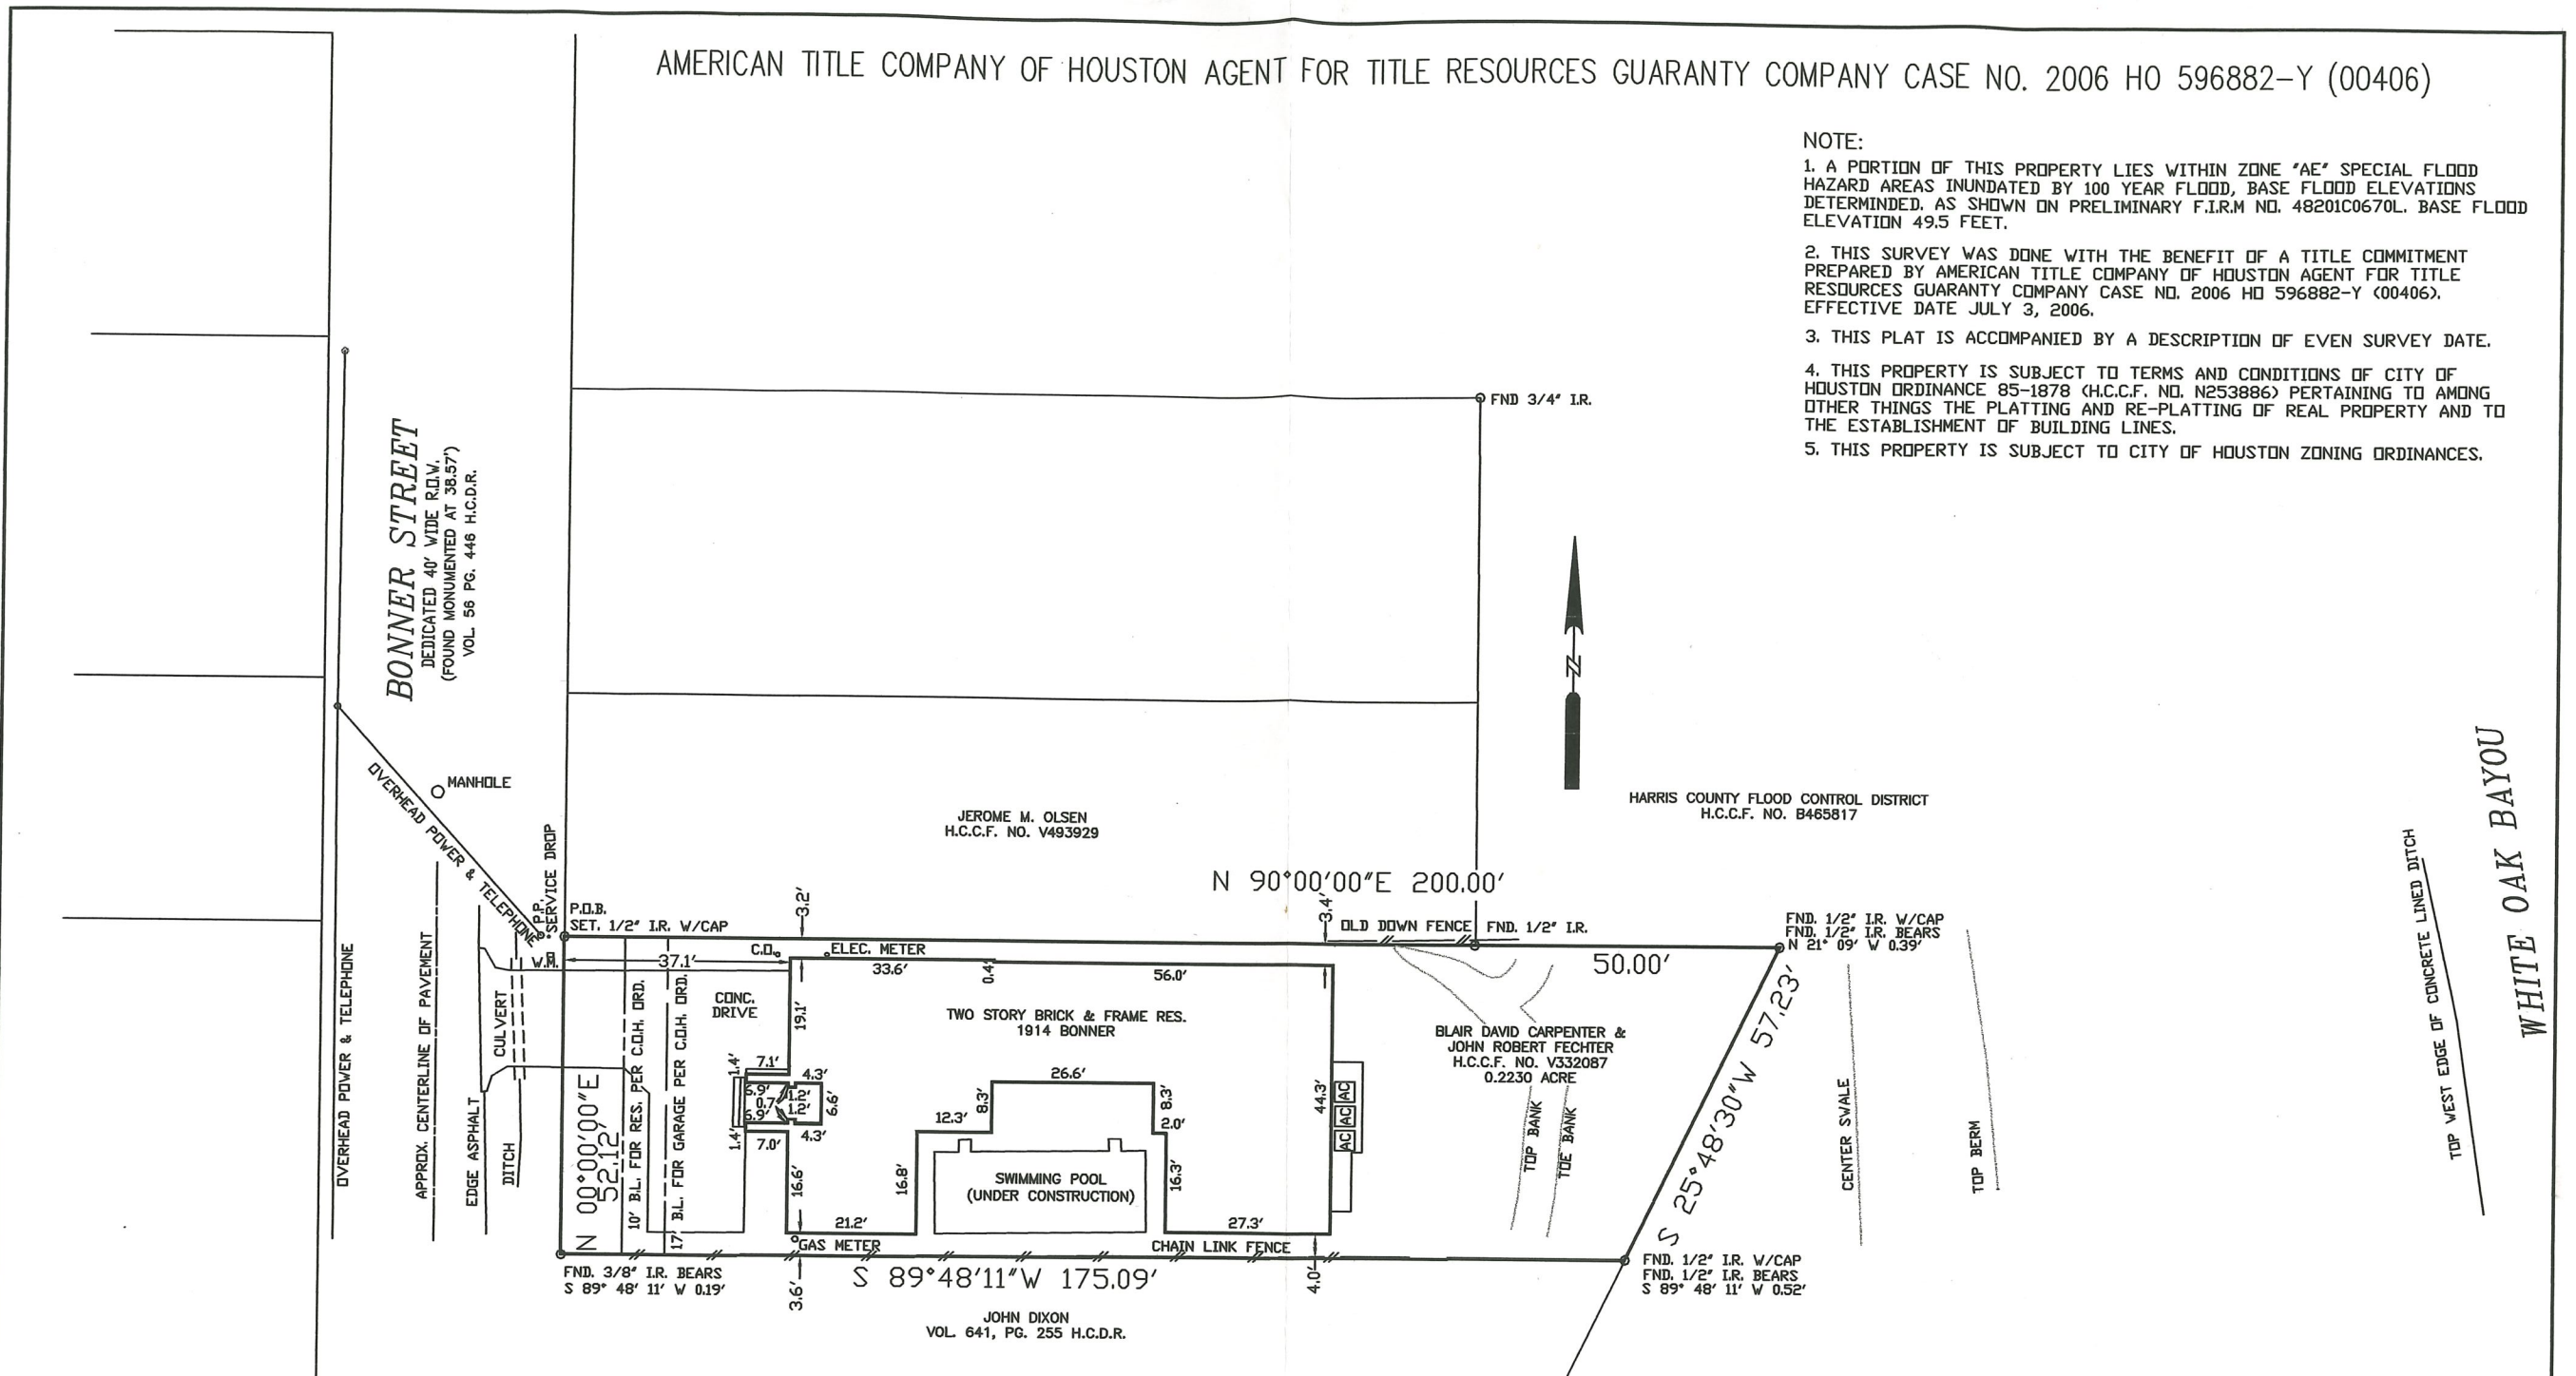 AMERICAN TITLE COMPANY OF HOUSTON AGENT FOR TITLE RESOURCES GUARANTY COMPANY CASE NO. 2006 HO 596882-Y (00406)
NOTE:
1. A PORTION OF THIS PROPERTY LIES WITHIN ZONE "AE" SPECIAL FLOOD
HAZARD AREAS INUNDATED BY 100 YEAR FLOOD, BASE FLOOD ELEVATIONS
DETERMINDED. AS SHOWN ON PRELIMINARY F.I.R.M NO. 48201C0670L. BASE FLOOD
ELEVATION 49.5 FEET.
2. THIS SURVEY WAS DONE WITH THE BENEFIT OF A TITLE COMMITMENT
PREPARED BY AMERICAN TITLE COMPANY OF HOUSTON AGENT FOR TITLE
RESOURCES GUARANTY COMPANY CASE NO. 2006 HO 596882-Y (00406).
EFFECTIVE DATE JULY 3, 2006.
3. THIS PLAT IS ACCOMPANIED BY A DESCRIPTION OF EVEN SURVEY DATE.
4. THIS PROPERTY IS SUBJECT TO TERMS AND CONDITIONS OF CITY OF
HOUSTON ORDINANCE 85-1878 (H.C.C.F. NO. N253886) PERTAINING TO AMONG
OTHER THINGS THE PLATTING AND RE-PLATTING OF REAL PROPERTY AND TO
THE ESTABLISHMENT OF BUILDING LINES.
5. THIS PROPERTY IS SUBJECT TO CITY OF HOUSTON ZONING ORDINANCES.
FND 3/4" I.R.
BONNER STREET
DEDICATED 40' WIDE R.O.W.
(FOUND MONUMENTED AT 38.57')
VOL. 56 PG. 446 H.C.D.R.
N
MANHOLE
OVERHEAD POWER & TELEPHONE
P.P.
SERVICE DROP
JEROME M. OLSEN
H.C.C.F. NO. V493929
HARRIS COUNTY FLOOD CONTROL DISTRICT
H.C.C.F. NO. B465817
WHITE OAK BAYOU
TOP WEST EDGE OF CONCRETE LINED DITCH
N 90°00'00"E 200.00'
P.O.B.
SET. 1/2" I.R. W/CAP
3.2'
3.4'
OLD DOWN FENCE
FND. 1/2" I.R.
FND. 1/2" I.R. W/CAP
FND. 1/2" I.R. BEARS
N 21° 09' W 0.39'
W.M.
37.1'
C.O.
ELEC. METER
33.6'
0.4'
56.0'
50.00'
OVERHEAD POWER & TELEPHONE
APPROX. CENTERLINE OF PAVEMENT
EDGE ASPHALT
CULVERT
DITCH
N 00°00'00"E
52.12'
10' B.L. FOR RES. PER C.O.H. ORD.
17' B.L. FOR GARAGE PER C.O.H. ORD.
CONC.
DRIVE
19.1'
TWO STORY BRICK & FRAME RES.
1914 BONNER
BLAIR DAVID CARPENTER &
JOHN ROBERT FECHTER
H.C.C.F. NO. V332087
0.2230 ACRE
S 25°48'30"W 57.23'
1.4'
7.1'
4.3'
6.9'
1.2'
0.7
6.9'
1.2'
6.6'
1.4'
7.0'
4.3'
26.6'
8.3'
8.3'
12.3'
2.0'
44.3'
AC
AC
AC
TOP BANK
TOE BANK
CENTER SWALE
TOP BERM
16.6'
16.8'
SWIMMING POOL
(UNDER CONSTRUCTION)
16.3'
21.2'
27.3'
GAS METER
CHAIN LINK FENCE
FND. 3/8" I.R. BEARS
S 89° 48' 11" W 0.19'
3.6'
S 89°48'11"W 175.09'
4.0'
FND. 1/2" I.R. W/CAP
FND. 1/2" I.R. BEARS
S 89° 48' 11' W 0.52'
JOHN DIXON
VOL. 641, PG. 255 H.C.D.R.